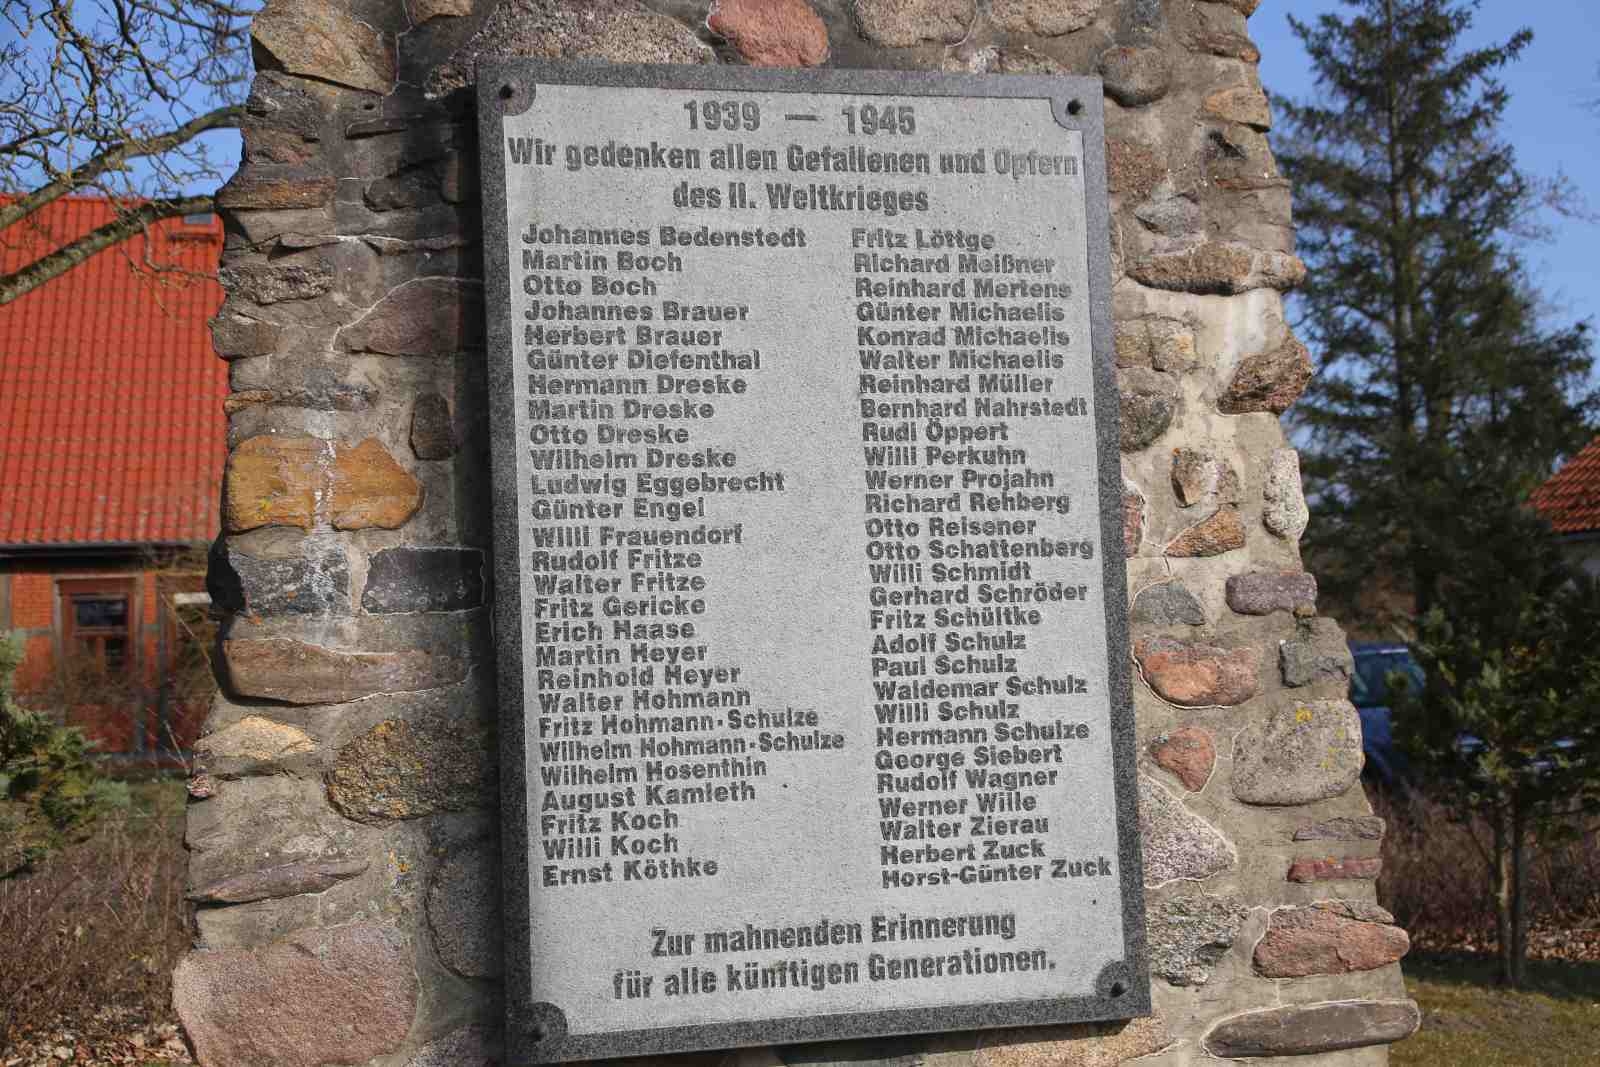 1939 — 1945
Wir gedenken allen Gefallenen und Opfern
des II. Weltkrieges
Johannes Bedenstedt
Martin Boch
Otto Boch
Johannes Brauer
Herbert Brauer
Günter Diefenthal
Hermann Dreske
Martin Dreske
Otto Dreske
Wilhelm Dreske
Ludwig Eggebrecht
Günter Engel
Willi Frauendorf
Rudolf Fritze
Walter Fritze
Fritz Gericke
Erich Haase
Martin Heyer
Reinhold Heyer
Walter Hohmann
Fritz Hohmann-Schulze
Wilhelm Hohmann-Schulze
Wilhelm Hosenthin
August Kamieth
Fritz Koch
Willi Koch
Ernst Köthke
Fritz Löttge
Richard Meißner
Reinhard Mertens
Günter Michaelis
Konrad Michaelis
Walter Michaelis
Reinhard Müller
Bernhard Nahrstedt
Rudi Öppert
Willi Perkuhn
Werner Projahn
Richard Rehberg
Otto Reisener
Otto Schattenberg
Willi Schmidt
Gerhard Schröder
Fritz Schültke
Adolf Schulz
Paul Schulz
Waldemar Schulz
Willi Schulz
Hermann Schulze
George Siebert
Rudolf Wagner
Werner Wille
Walter Zierau
Herbert Zuck
Horst-Günter Zuck
Zur mahnenden Erinnerung
für alle künftigen Generationen.